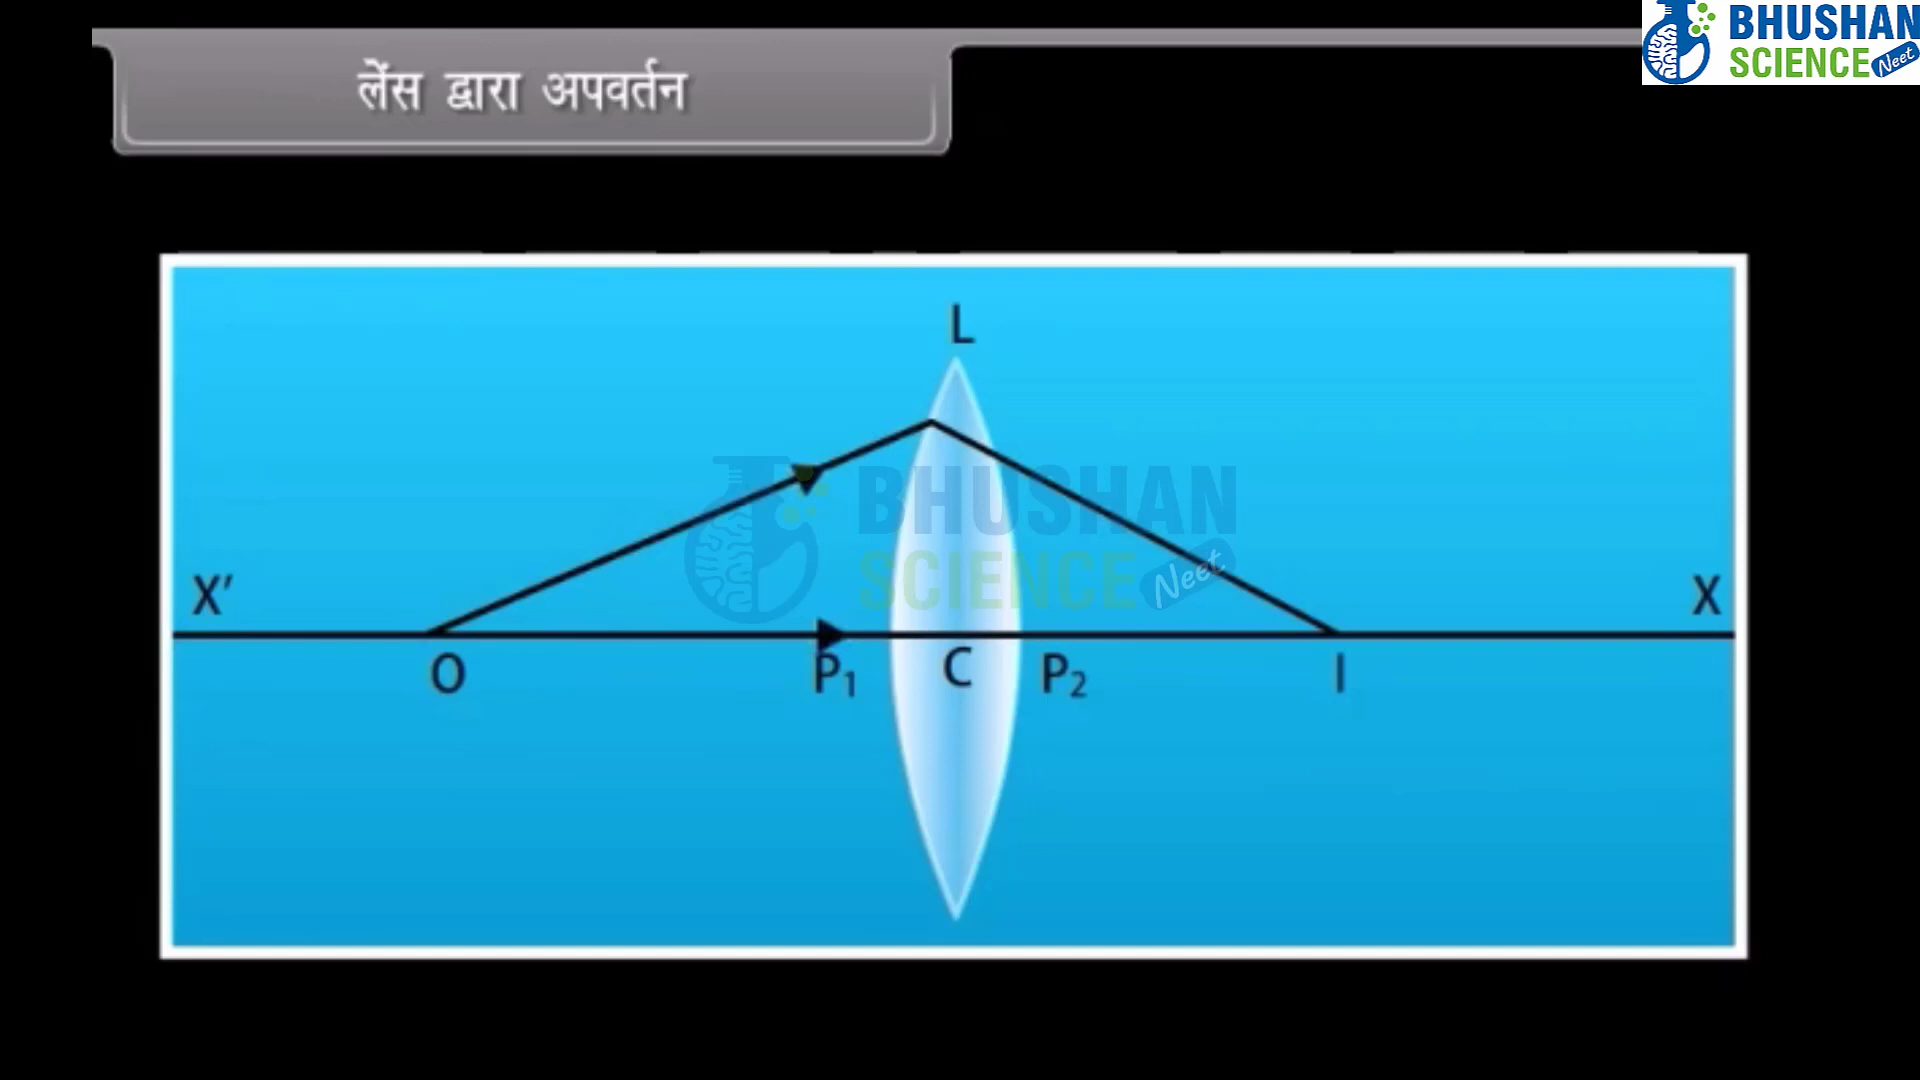 लेंस द्वारा अपवर्तन
BHUSHAN
SCIENCE Neet
L
BHUSHAN
SCIENCE Neet
X′ X
O P₁ C P₂ I